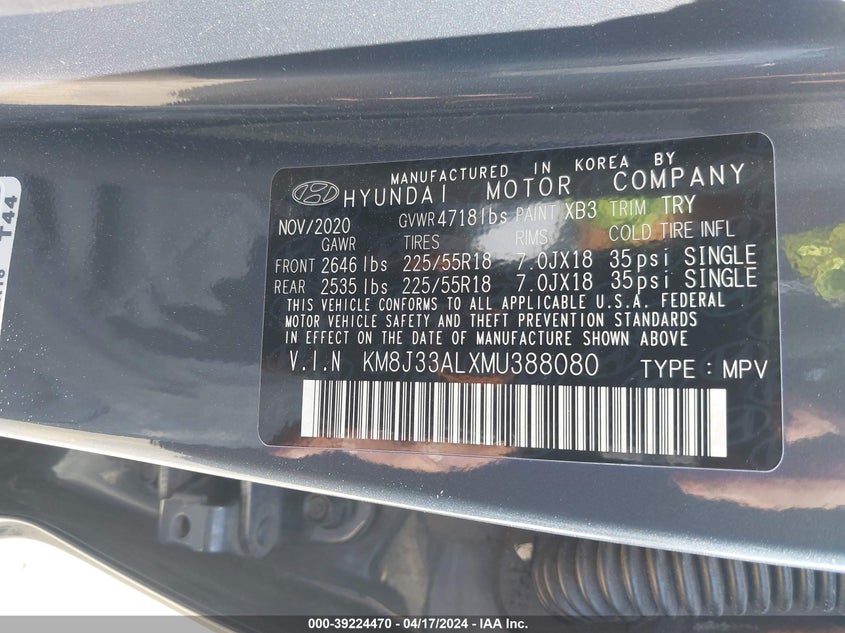 T44
MANUFACTURED IN KOREA BY
HYUNDAI MOTOR COMPANY
NOV/2020 GVWR 4718lbs PAINT XB3 TRIM TRY
GAWR TIRES RIMS COLD TIRE INFL
FRONT 2646 lbs 225/55R18 7.0JX18 35psi SINGLE
REAR 2535 lbs 225/55R18 7.0JX18 35psi SINGLE
THIS VEHICLE CONFORMS TO ALL APPLICABLE U.S.A. FEDERAL
MOTOR VEHICLE SAFETY AND THEFT PREVENTION STANDARDS
IN EFFECT ON THE DATE OF MANUFACTURE SHOWN ABOVE
V.I.N KM8J33ALXMU388080 TYPE : MPV
000-39224470 - 04/17/2024 - IAA Inc.